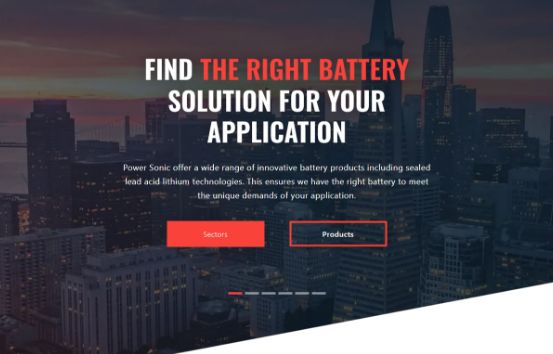 FIND THE RIGHT BATTERY
SOLUTION FOR YOUR
APPLICATION
Power Sonic offer a wide range of innovative battery products including sealed
lead acid lithium technologies. This ensures we have the right battery to meet
the unique demands of your application.
Sectors
Products